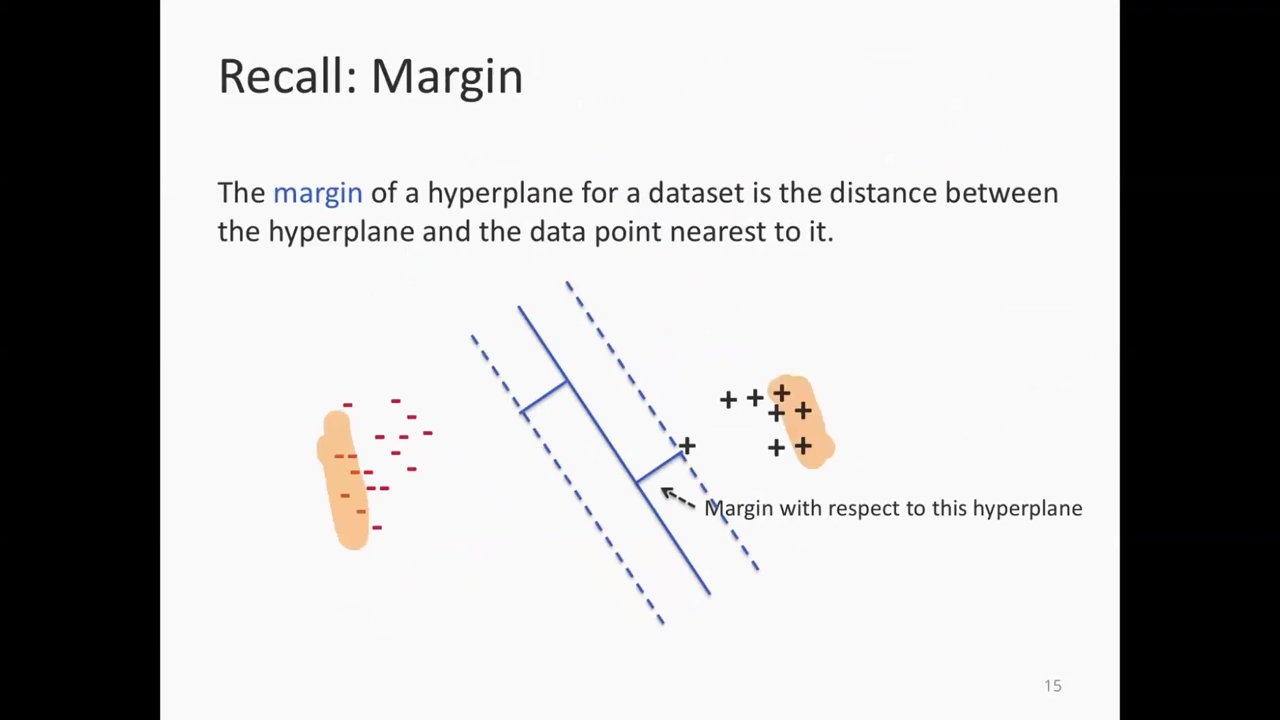 Recall: Margin
The margin of a hyperplane for a dataset is the distance between
the hyperplane and the data point nearest to it.
Margin with respect to this hyperplane
15